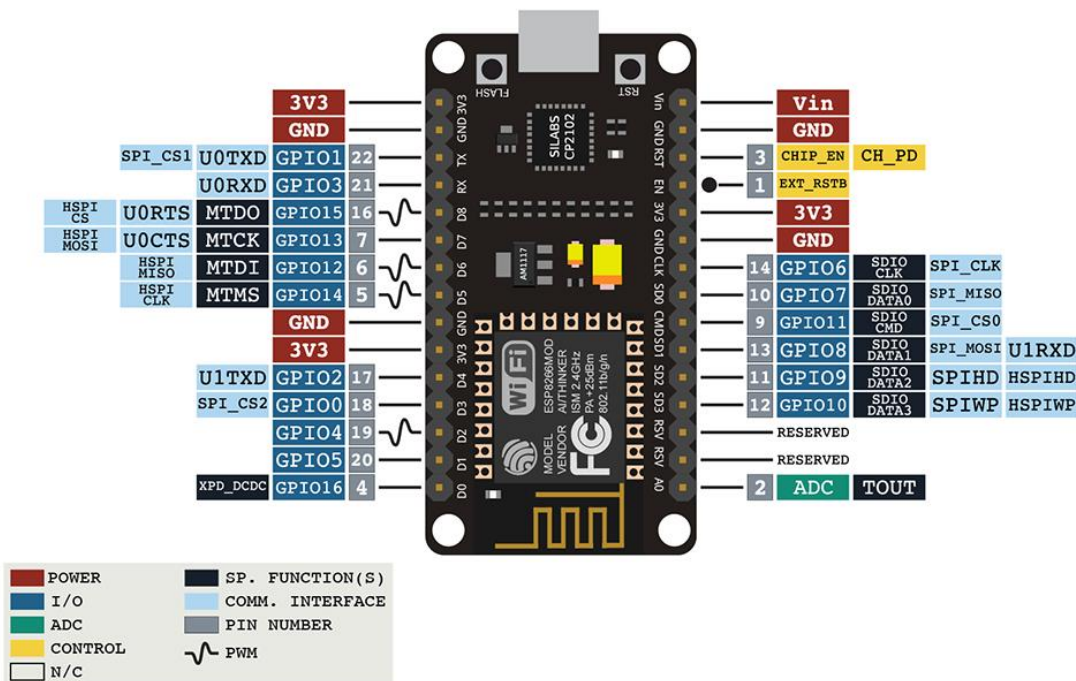 FLASH
RST
3V3 3V3 Vin Vin
GND GND GND GND
SPI_CS1 U0TXD GPIO1 22 TX SILABS CP2102 RST 3 CHIP_EN CH_PD
U0RXD GPIO3 21 RX EN 1 EXT_RSTB
HSPI CS U0RTS MTDO GPIO15 16 D8 3V3 3V3
HSPI MOSI U0CTS MTCK GPIO13 7 D7 GND GND
HSPI MISO MTDI GPIO12 6 D6 AM1117 CLK 14 GPIO6 SDIO CLK SPI_CLK
HSPI CLK MTMS GPIO14 5 D5 SD0 10 GPIO7 SDIO DATA0 SPI_MISO
GND GND CMD 9 GPIO11 SDIO CMD SPI_CS0
3V3 3V3 SD1 13 GPIO8 SDIO DATA1 SPI_MOSI U1RXD
U1TXD GPIO2 17 D4 SD2 11 GPIO9 SDIO DATA2 SPIHD HSPIHD
SPI_CS2 GPIO0 18 D3 SD3 12 GPIO10 SDIO DATA3 SPIWP HSPIWP
GPIO4 19 D2 RSV RESERVED
GPIO5 20 D1 RSV RESERVED
XPD_DCDC GPIO16 4 D0 A0 2 ADC TOUT
WiFi
MODEL ESP8266MOD
VENDOR AI/THINKER
ISM 2.4GHz
PA +25dBm
802.11b/g/n
FC
POWER SP. FUNCTION(S)
I/O COMM. INTERFACE
ADC PIN NUMBER
CONTROL PWM
N/C